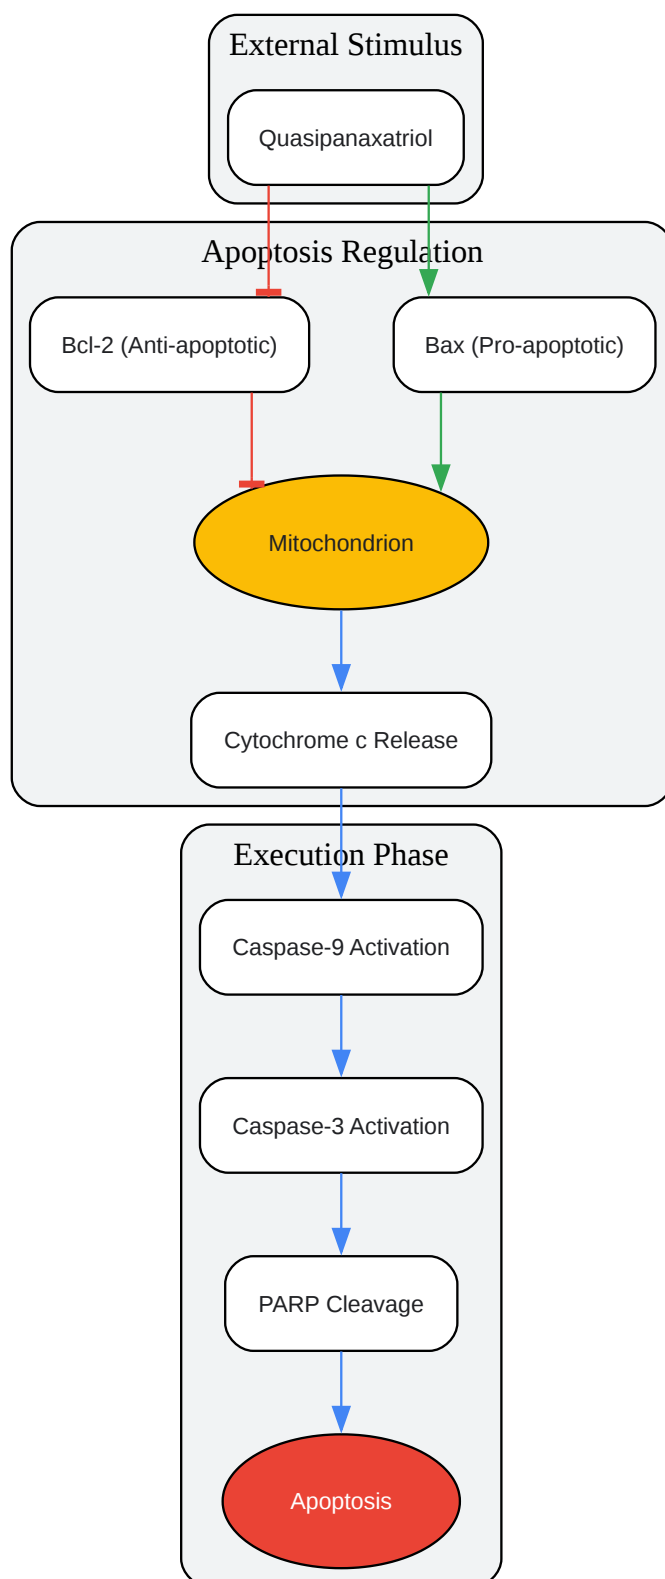 External Stimulus
Quasipanaxatriol
Apoptosis Regulation
Bcl-2 (Anti-apoptotic)
Bax (Pro-apoptotic)
Mitochondrion
Cytochrome c Release
Execution Phase
Caspase-9 Activation
Caspase-3 Activation
PARP Cleavage
Apoptosis